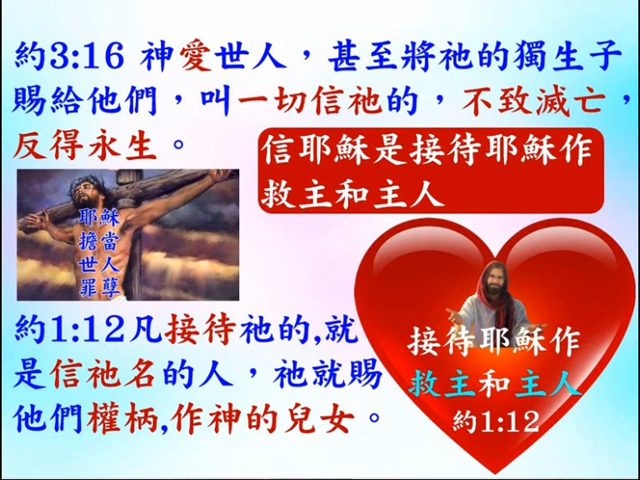 約3:16 神愛世人，甚至將祂的獨生子
賜給他們，叫一切信祂的，不致滅亡，
反得永生。
信耶穌是接待耶穌作
救主和主人
耶穌
擔當
世人
罪孽
約1:12凡接待祂的,就
是信祂名的人，祂就賜
他們權柄,作神的兒女。
接待耶穌作
救主和主人
約1:12